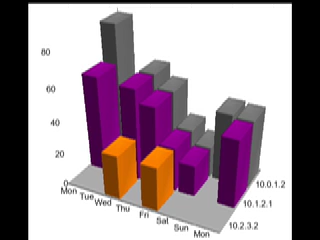 80
60
40
20
0
Mon
Tue
Wed
Thu
Fri
Sat
Sun
Mon
10.0.1.2
10.1.2.1
10.2.3.2